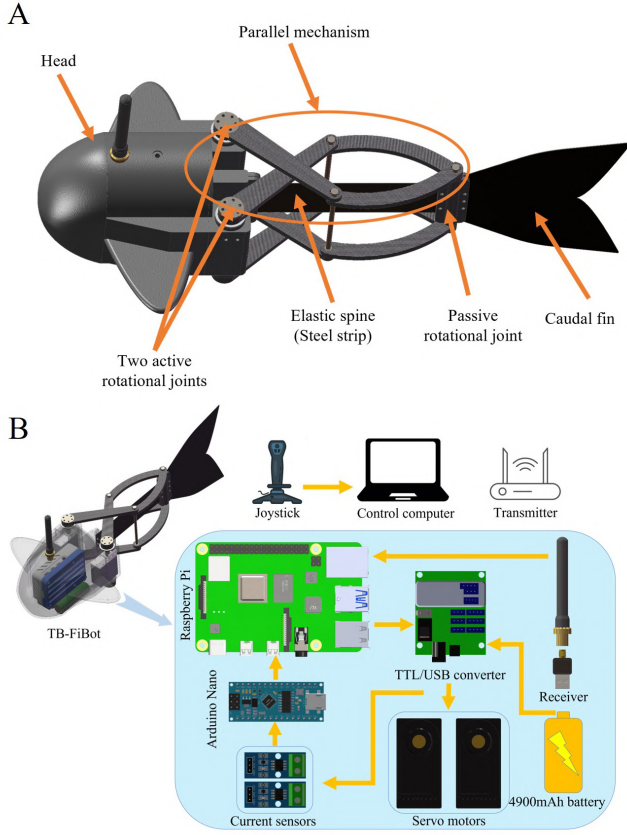 A
Parallel mechanism
Head
Elastic spine
(Steel strip)
Passive
rotational joint
Caudal fin
Two active
rotational joints
B
Joystick
Control computer
Transmitter
TB-FiBot
Raspberry Pi
TTL/USB converter
Receiver
Arduino Nano
Current sensors
Servo motors
4900mAh battery